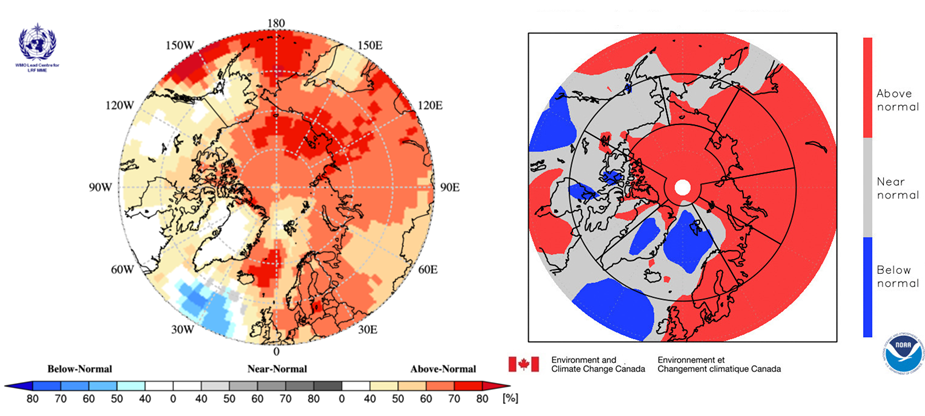 WMO Lead Centre for
LRF MME
180
150W
150E
120W
120E
90W
90E
60W
60E
30W
30E
0
Below-Normal
Near-Normal
Above-Normal
80 70 60 50 40 0 40 50 60 70 80 0 40 50 60 70 80 [%]
Above
normal
Near
normal
Below
normal
Environment and
Climate Change Canada
Environnement et
Changement climatique Canada
NOAA